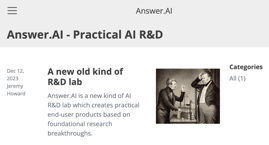 Answer.AI
Answer.AI - Practical AI R&D
Dec 12,
2023
Jeremy
Howard
A new old kind of
R&D lab
Answer.AI is a new kind of AI
R&D lab which creates practical
end-user products based on
foundational research
breakthroughs.
Categories
All (1)